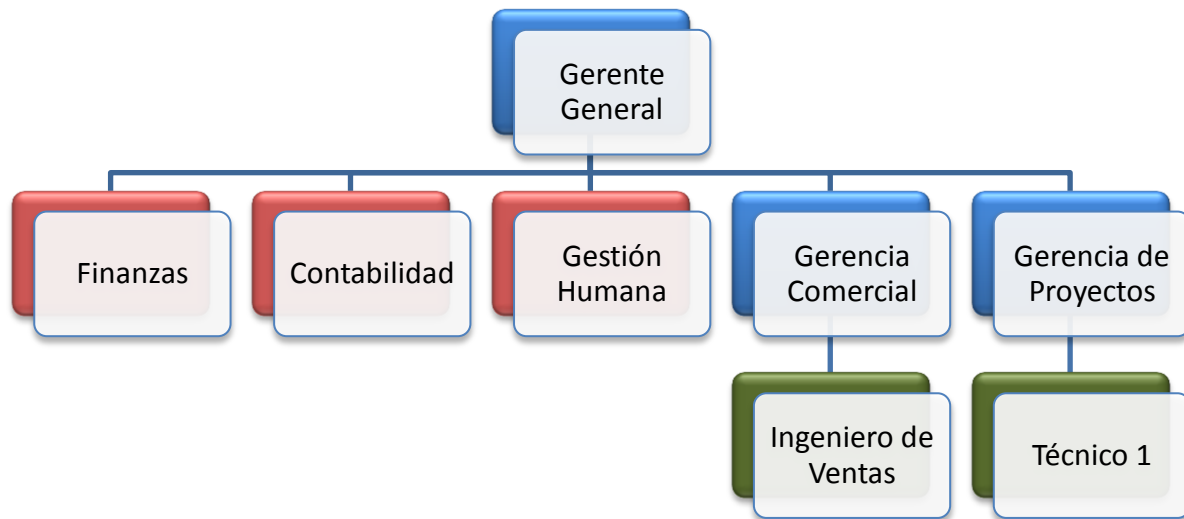 Gerente
General
Finanzas
Contabilidad
Gestión
Humana
Gerencia
Comercial
Gerencia de
Proyectos
Ingeniero de
Ventas
Técnico 1